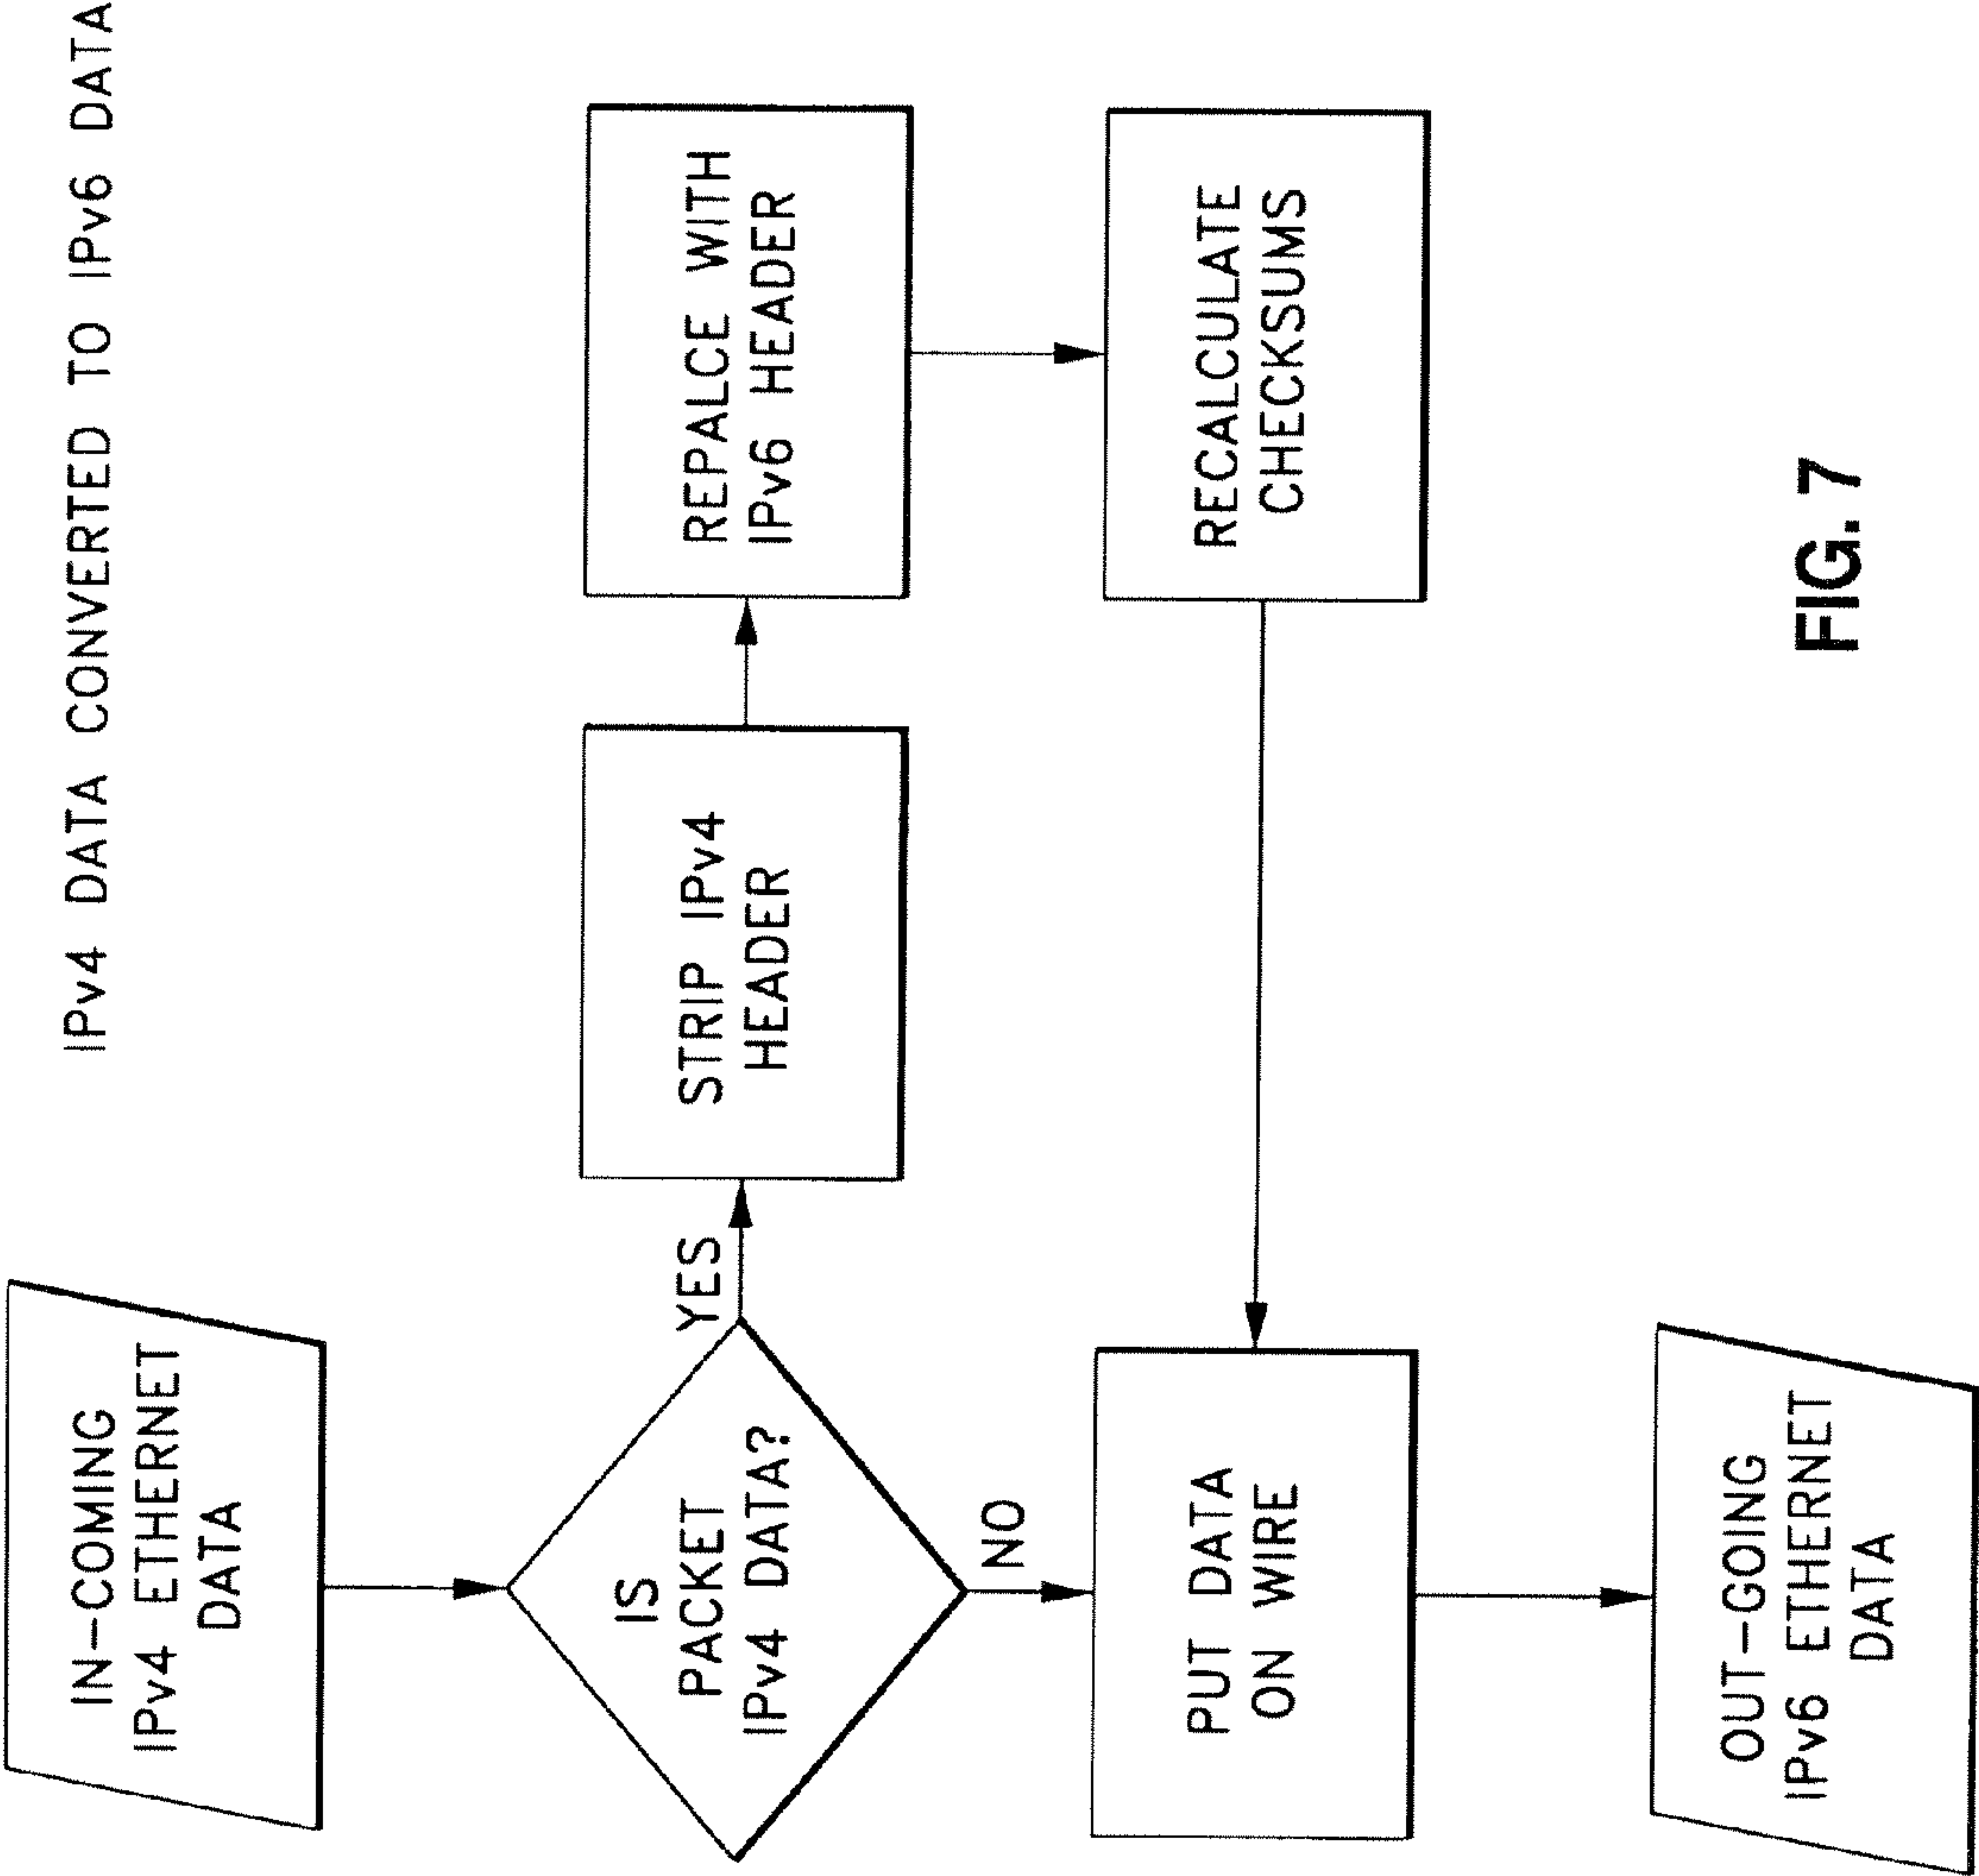 IPv4 DATA CONVERTED TO IPv6 DATA
IN-COMING
IPv4 ETHERNET
DATA
IS
PACKET
IPv4 DATA?
YES
STRIP IPv4
HEADER
REPALCE WITH
IPv6 HEADER
RECALCULATE
CHECKSUMS
NO
PUT DATA
ON WIRE
OUT-GOING
IPv6 ETHERNET
DATA
FIG. 7